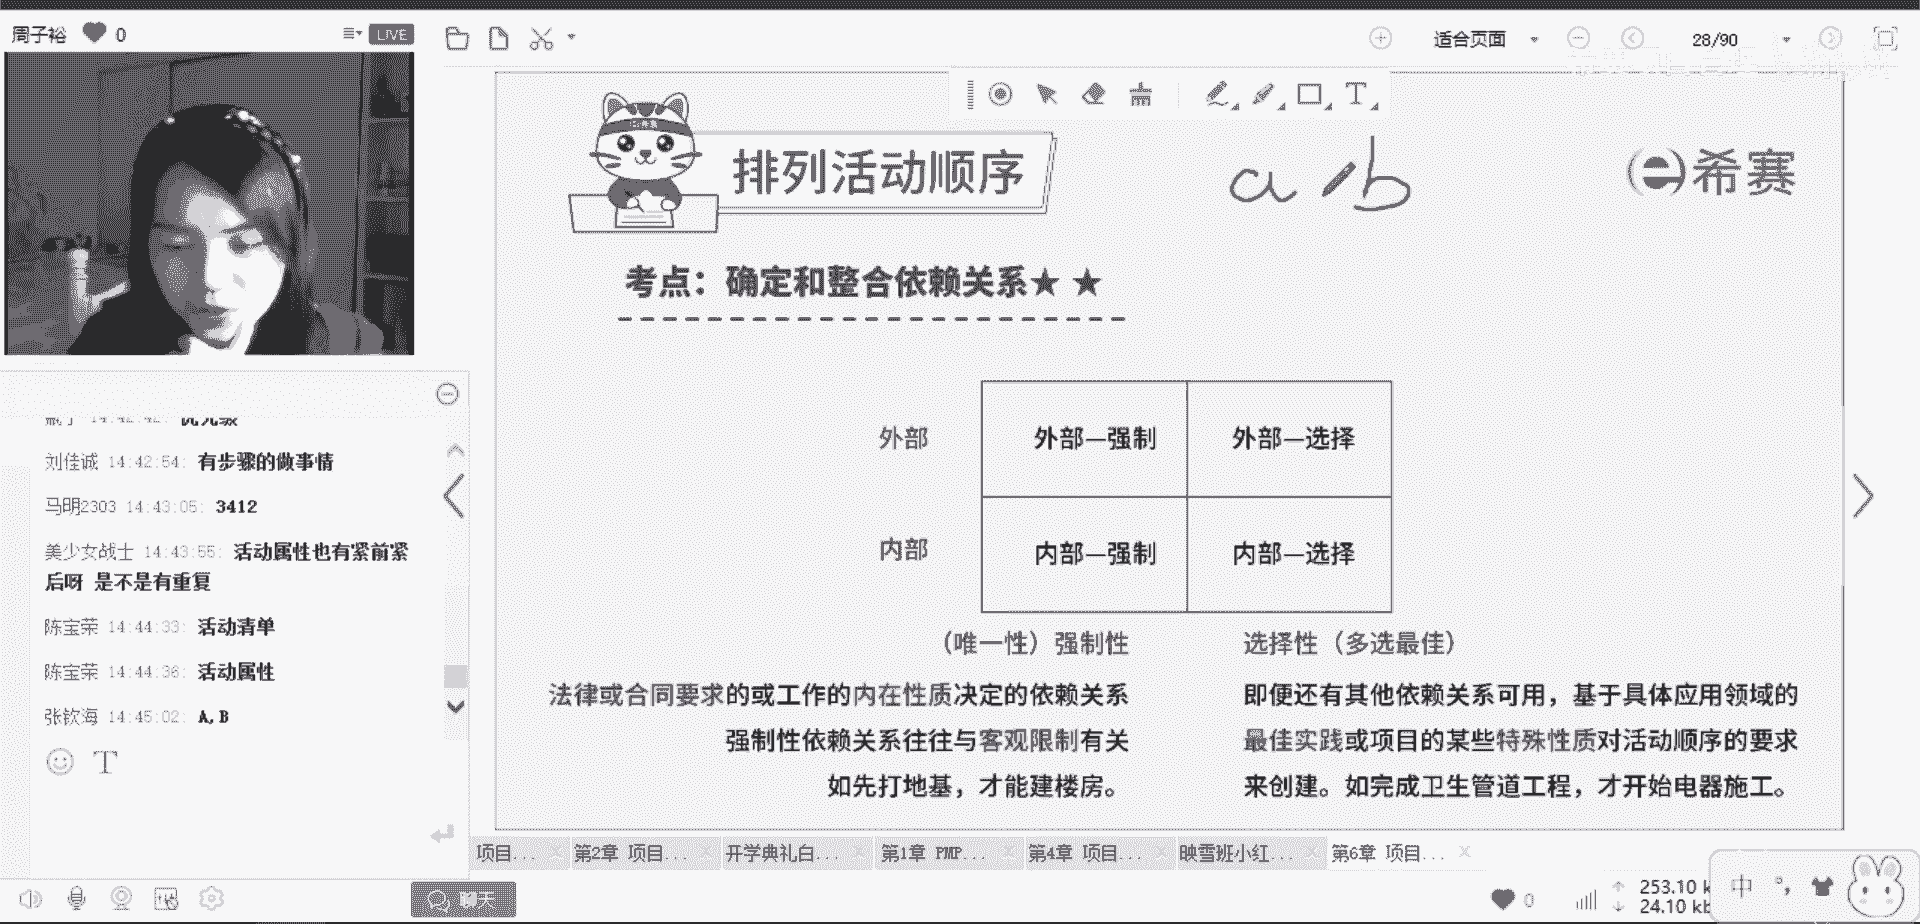 周子裕 0 LIVE
适合页面 28/90
排列活动顺序
a b
希赛
考点：确定和整合依赖关系★ ★
外部 外部—强制 外部—选择
内部 内部—强制 内部—选择
（唯一性）强制性
法律或合同要求的或工作的内在性质决定的依赖关系
强制性依赖关系往往与客观限制有关
如先打地基，才能建楼房。
选择性（多选最佳）
即便还有其他依赖关系可用，基于具体应用领域的
最佳实践或项目的某些特殊性质对活动顺序的要求
来创建。如完成卫生管道工程，才开始电器施工。
刘佳诚 14:42:54: 有步骤的做事情
马明2303 14:43:05: 3412
美少女战士 14:43:55: 活动属性也有紧前紧
后呀 是不是有重复
陈宝荣 14:44:33: 活动清单
陈宝荣 14:44:36: 活动属性
张钦海 14:45:02: A,B
项目... 第2章 项目... 开学典礼白... 第1章 PMP... 第4章 项目... 映雪班小红... 第6章 项目...
聊天
0
253.10 k
24.10 kb
中